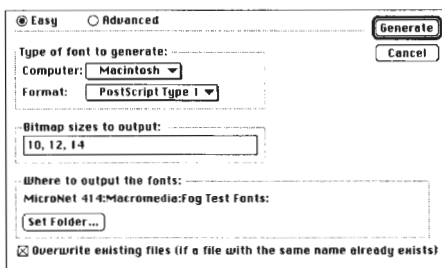 Easy Advanced
Generate
Type of font to generate:
Cancel
Computer: Macintosh
Format: PostScript Type 1
Bitmap sizes to output:
10, 12, 14
Where to output the fonts:
MicroNet 414:Macromedia:Fog Test Fonts:
Set Folder...
Overwrite existing files (if a file with the same name already exists)